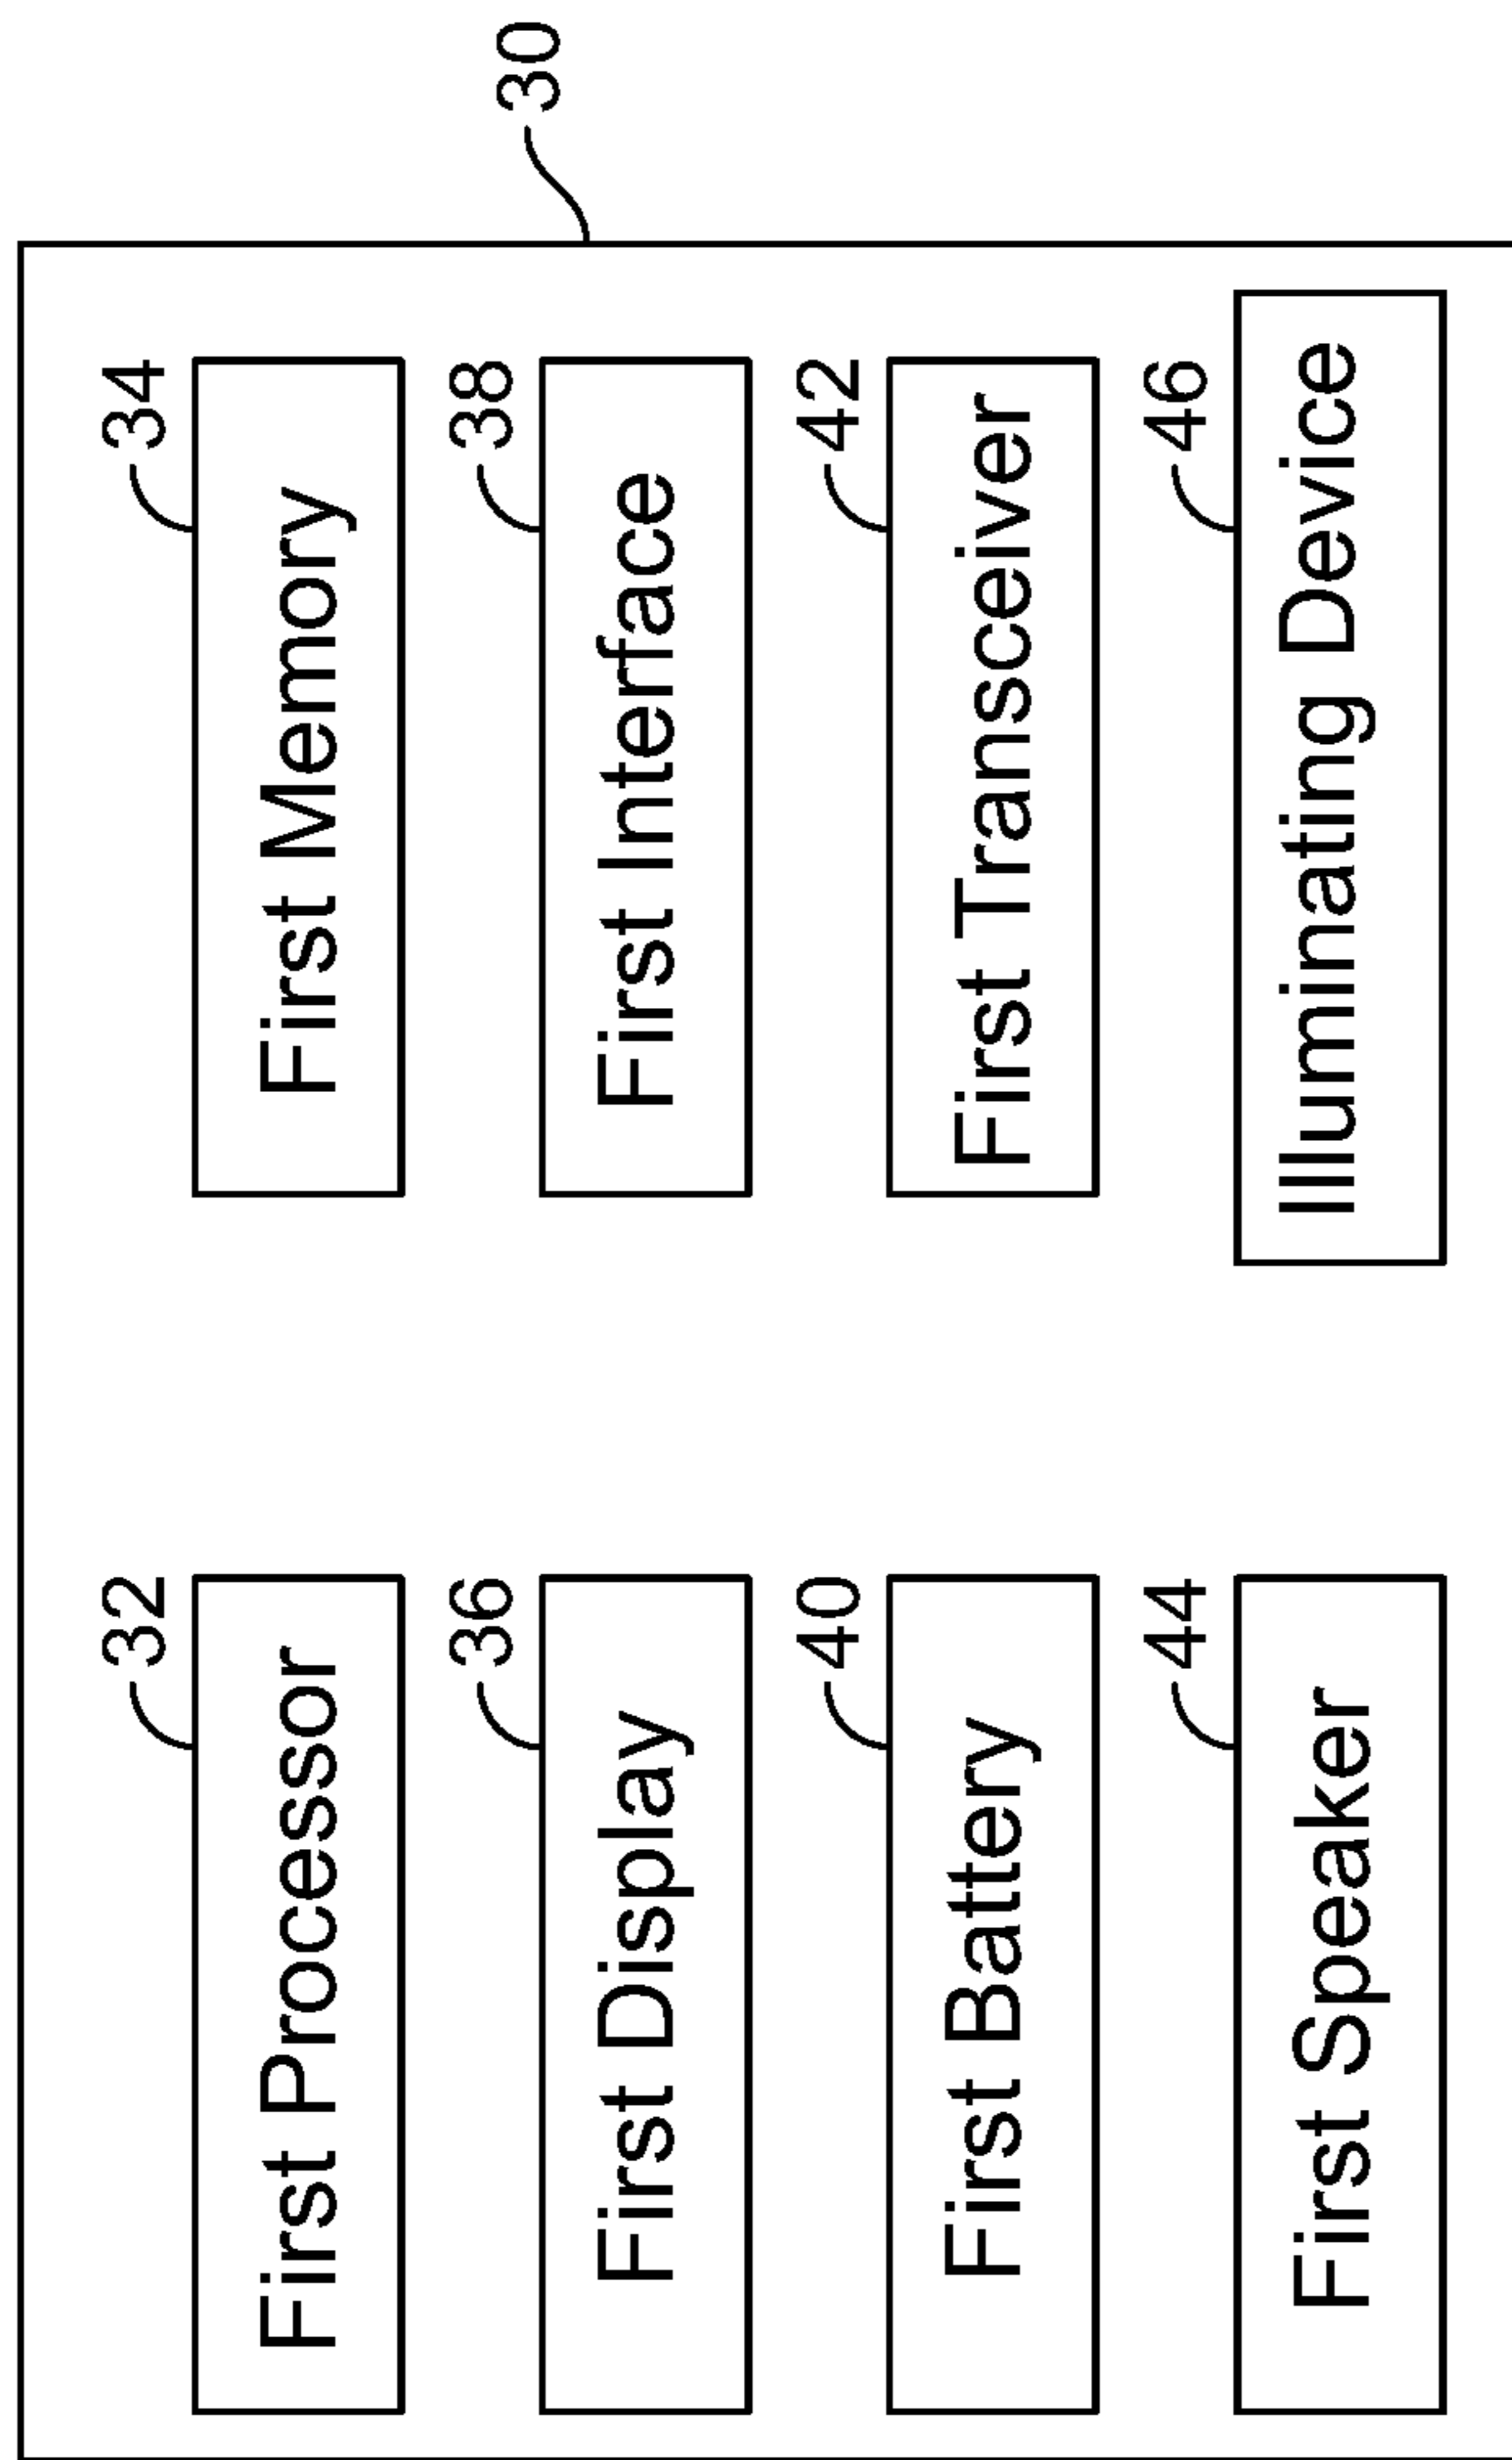 30
32
34
First Processor
First Memory
36
38
First Display
First Interface
40
42
First Battery
First Transceiver
44
46
First Speaker
Illuminating Device